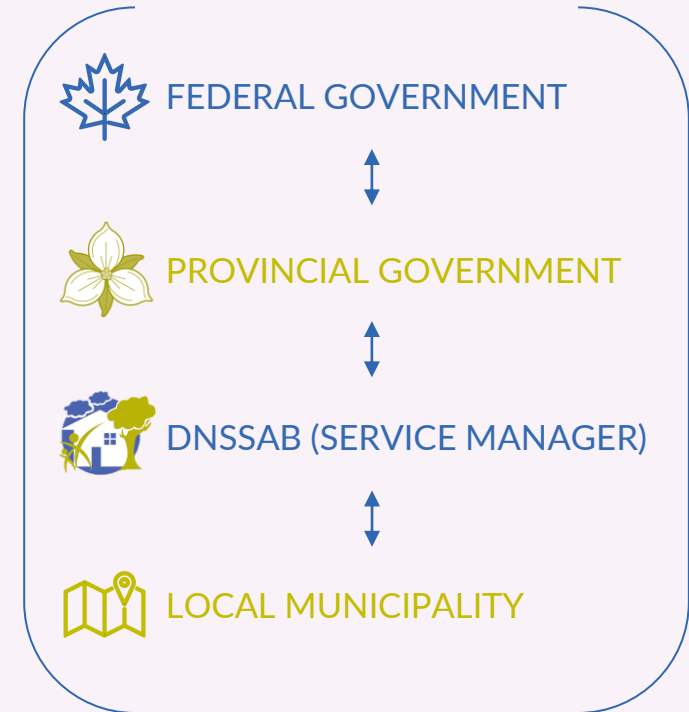 FEDERAL GOVERNMENT
PROVINCIAL GOVERNMENT
DNSSAB (SERVICE MANAGER)
LOCAL MUNICIPALITY